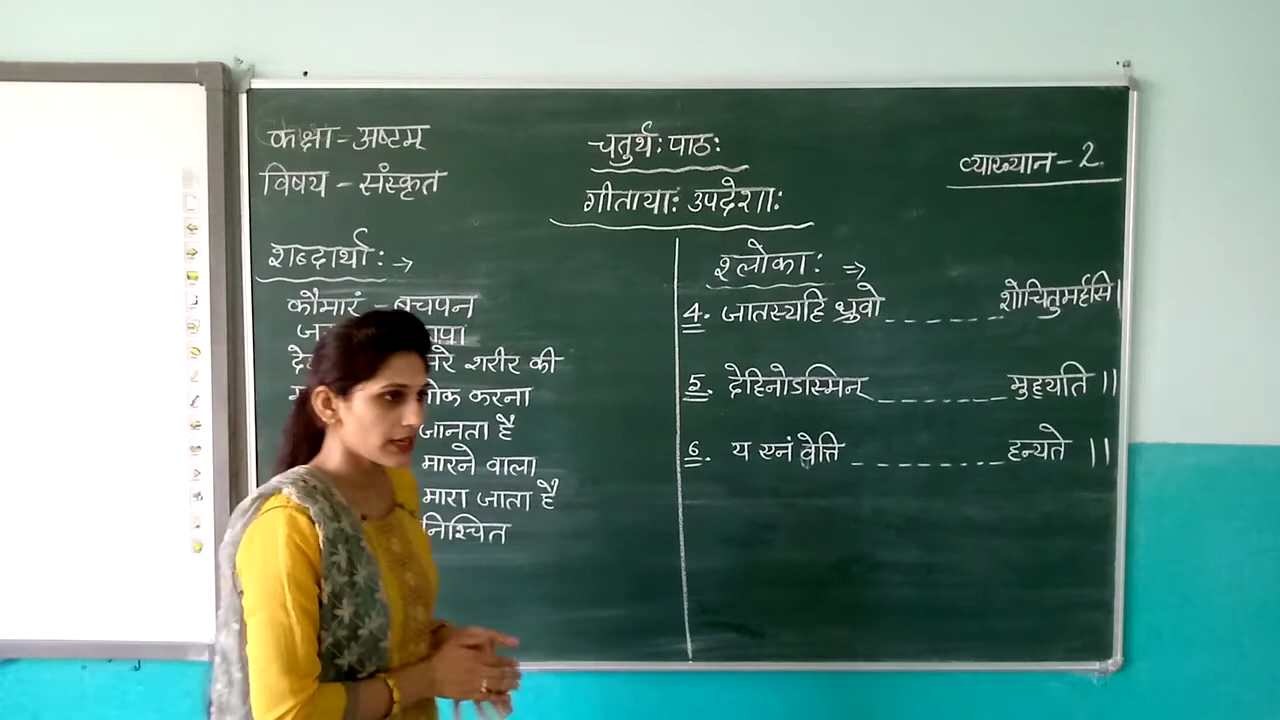 कक्षा - अष्टम
विषय - संस्कृत
चतुर्थः पाठः
गीतायाः उपदेशाः
व्याख्यान - 2.
शब्दार्थाः →
कौमारं - बचपन
शरीर की
करना
जानता है
मारने वाला
मारा जाता है
निश्चित
श्लोकाः ⇒
4. जातस्यहि ध्रुवो _ _ _ _ _ _ _ शोचितुमर्हसि।
5. देहिनोऽस्मिन् _ _ _ _ _ _ _ मुह्यति ।।
6. य एनं वेत्ति _ _ _ _ _ _ _ _ हन्यते ।।